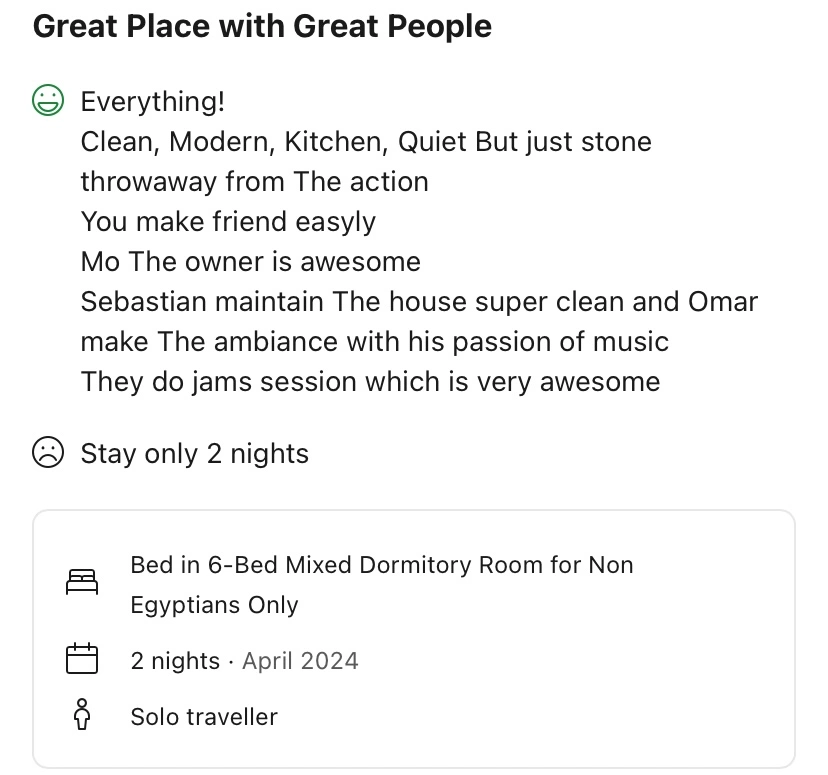 Great Place with Great People
Everything!
Clean, Modern, Kitchen, Quiet But just stone
throwaway from The action
You make friend easyly
Mo The owner is awesome
Sebastian maintain The house super clean and Omar
make The ambiance with his passion of music
They do jams session which is very awesome
Stay only 2 nights
Bed in 6-Bed Mixed Dormitory Room for Non
Egyptians Only
2 nights · April 2024
Solo traveller